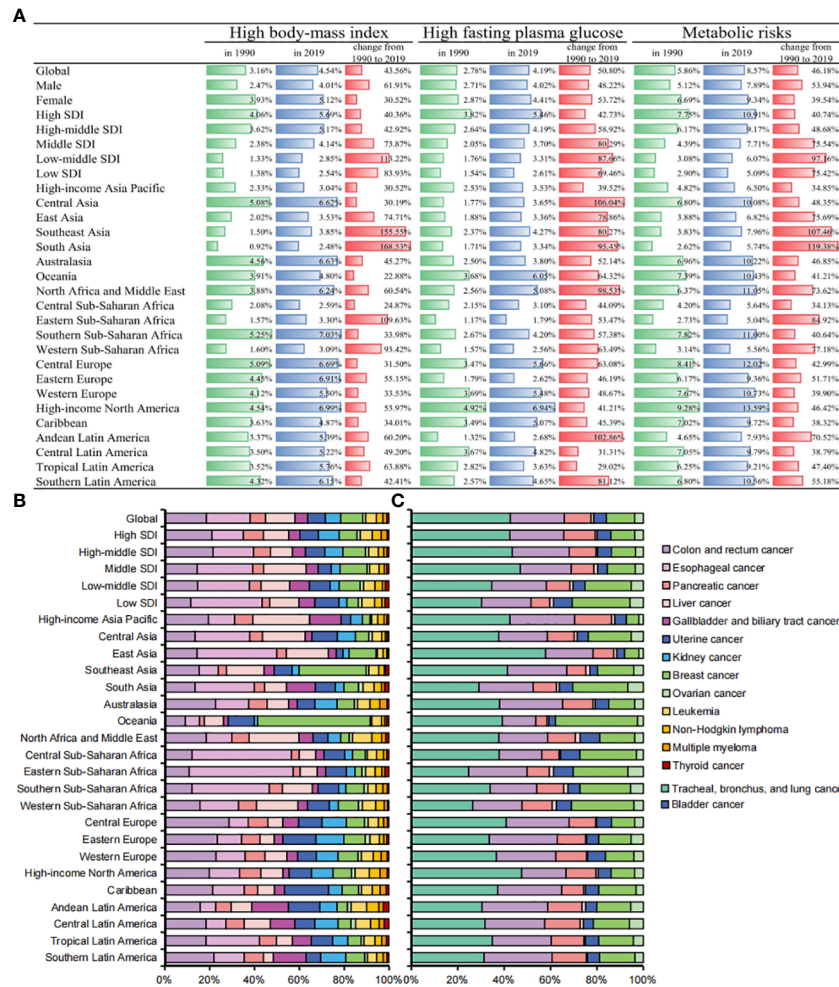 A
High body-mass index High fasting plasma glucose Metabolic risks
in 1990 in 2019 change from 1990 to 2019 in 1990 in 2019 change from 1990 to 2019 in 1990 in 2019 change from 1990 to 2019
Global 3.16% 4.54% 43.56% 2.78% 4.19% 50.80% 5.86% 8.57% 46.18%
Male 2.47% 4.01% 61.91% 2.71% 4.02% 48.22% 5.12% 7.89% 53.94%
Female 3.93% 5.12% 30.52% 2.87% 4.41% 53.72% 6.69% 9.34% 39.54%
High SDI 4.06% 5.69% 40.36% 3.82% 5.46% 42.73% 7.75% 10.91% 40.74%
High-middle SDI 3.62% 5.17% 42.92% 2.64% 4.19% 58.92% 6.17% 9.17% 48.68%
Middle SDI 2.38% 4.14% 73.87% 2.05% 3.70% 80.29% 4.39% 7.71% 75.54%
Low-middle SDI 1.33% 2.85% 113.22% 1.76% 3.31% 87.66% 3.08% 6.07% 97.16%
Low SDI 1.38% 2.54% 83.93% 1.54% 2.61% 69.46% 2.90% 5.09% 75.42%
High-income Asia Pacific 2.33% 3.04% 30.52% 2.53% 3.53% 39.52% 4.82% 6.50% 34.85%
Central Asia 5.08% 6.62% 30.19% 1.77% 3.65% 106.04% 6.80% 10.08% 48.35%
East Asia 2.02% 3.53% 74.71% 1.88% 3.36% 78.86% 3.88% 6.82% 75.69%
Southeast Asia 1.50% 3.85% 155.55% 2.37% 4.27% 80.27% 3.83% 7.96% 107.46%
South Asia 0.92% 2.48% 168.53% 1.71% 3.34% 95.45% 2.62% 5.74% 119.38%
Australasia 4.56% 6.63% 45.27% 2.50% 3.80% 52.14% 6.96% 10.22% 46.85%
Oceania 3.91% 4.80% 22.88% 3.68% 6.05% 64.32% 7.39% 10.43% 41.21%
North Africa and Middle East 3.88% 6.24% 60.54% 2.56% 5.08% 98.53% 6.37% 11.05% 73.62%
Central Sub-Saharan Africa 2.08% 2.59% 24.87% 2.15% 3.10% 44.09% 4.20% 5.64% 34.13%
Eastern Sub-Saharan Africa 1.57% 3.30% 109.63% 1.17% 1.79% 53.47% 2.73% 5.04% 84.92%
Southern Sub-Saharan Africa 5.25% 7.03% 33.98% 2.67% 4.20% 57.38% 7.82% 11.00% 40.64%
Western Sub-Saharan Africa 1.60% 3.09% 93.42% 1.57% 2.56% 63.49% 3.14% 5.56% 77.18%
Central Europe 5.09% 6.69% 31.50% 3.47% 5.66% 63.08% 8.41% 12.02% 42.99%
Eastern Europe 4.45% 6.91% 55.15% 1.79% 2.62% 46.19% 6.17% 9.36% 51.71%
Western Europe 4.12% 5.50% 33.53% 3.69% 5.48% 48.67% 7.67% 10.73% 39.90%
High-income North America 4.54% 6.99% 53.97% 4.92% 6.94% 41.21% 9.28% 13.59% 46.42%
Caribbean 3.63% 4.87% 34.01% 3.49% 5.07% 45.39% 7.02% 9.72% 38.32%
Andean Latin America 3.37% 5.39% 60.20% 1.32% 2.68% 102.86% 4.65% 7.93% 70.52%
Central Latin America 3.50% 5.22% 49.20% 3.67% 4.82% 31.31% 7.05% 9.79% 38.79%
Tropical Latin America 3.52% 5.76% 63.88% 2.82% 3.63% 29.02% 6.25% 9.21% 47.40%
Southern Latin America 4.32% 6.15% 42.41% 2.57% 4.65% 81.12% 6.80% 10.56% 55.18%
B C
Global
High SDI
High-middle SDI
Middle SDI
Low-middle SDI
Low SDI
High-income Asia Pacific
Central Asia
East Asia
Southeast Asia
South Asia
Australasia
Oceania
North Africa and Middle East
Central Sub-Saharan Africa
Eastern Sub-Saharan Africa
Southern Sub-Saharan Africa
Western Sub-Saharan Africa
Central Europe
Eastern Europe
Western Europe
High-income North America
Caribbean
Andean Latin America
Central Latin America
Tropical Latin America
Southern Latin America
0% 20% 40% 60% 80% 100% 0% 20% 40% 60% 80% 100%
Colon and rectum cancer
Esophageal cancer
Pancreatic cancer
Liver cancer
Gallbladder and biliary tract cancer
Uterine cancer
Kidney cancer
Breast cancer
Ovarian cancer
Leukemia
Non-Hodgkin lymphoma
Multiple myeloma
Thyroid cancer
Tracheal, bronchus, and lung cancer
Bladder cancer